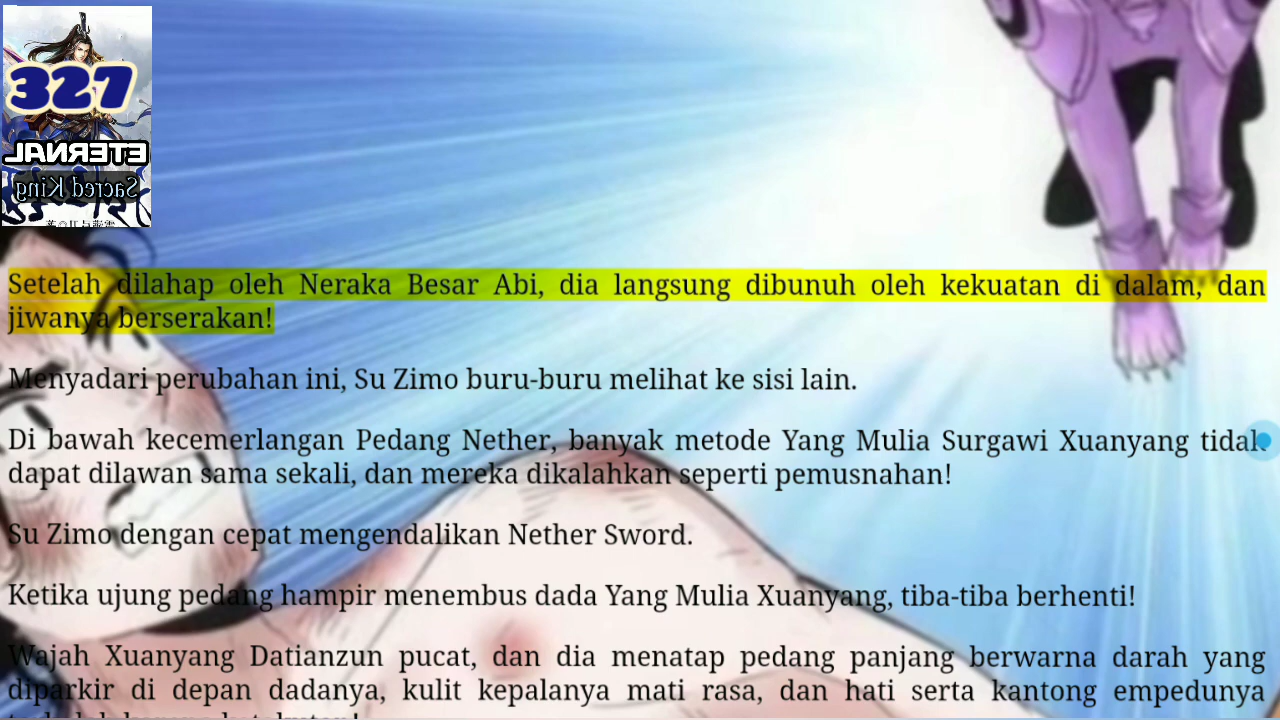 327
ETERNAL
Sacred King
Setelah dilahap oleh Neraka Besar Abi, dia langsung dibunuh oleh kekuatan di dalam, dan
jiwanya berserakan!
Menyadari perubahan ini, Su Zimo buru-buru melihat ke sisi lain.
Di bawah kecemerlangan Pedang Nether, banyak metode Yang Mulia Surgawi Xuanyang tidak
dapat dilawan sama sekali, dan mereka dikalahkan seperti pemusnahan!
Su Zimo dengan cepat mengendalikan Nether Sword.
Ketika ujung pedang hampir menembus dada Yang Mulia Xuanyang, tiba-tiba berhenti!
Wajah Xuanyang Datianzun pucat, dan dia menatap pedang panjang berwarna darah yang
diparkir di depan dadanya, kulit kepalanya mati rasa, dan hati serta kantong empedunya